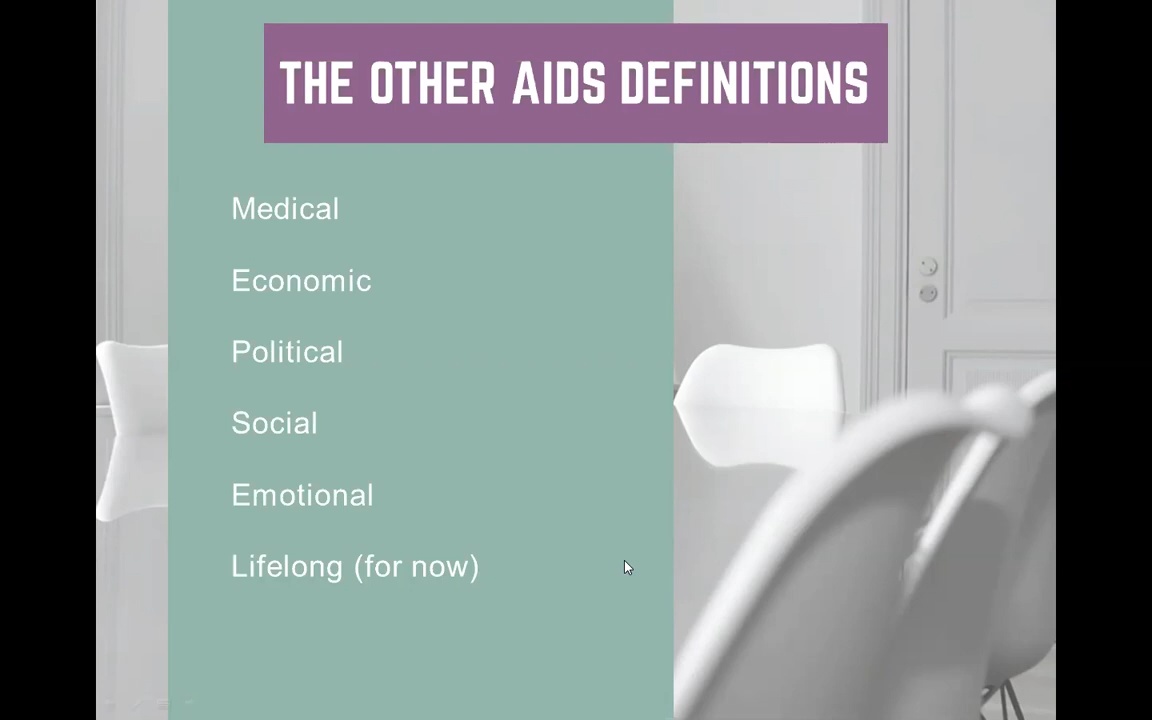 THE OTHER AIDS DEFINITIONS
Medical
Economic
Political
Social
Emotional
Lifelong (for now)